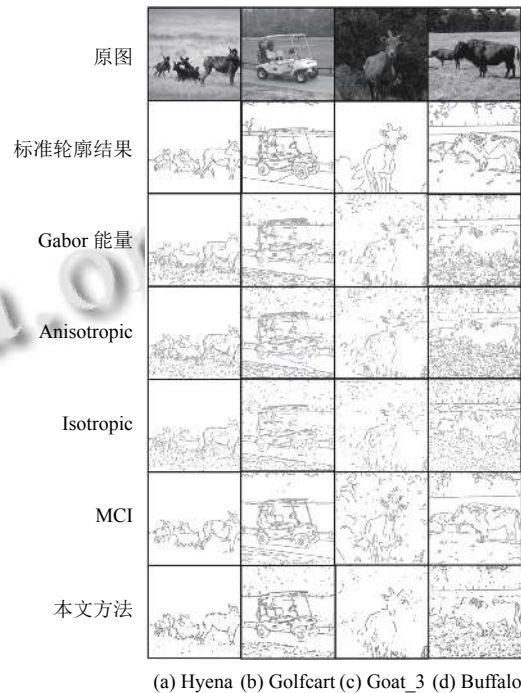 原图
标准轮廓结果
Gabor 能量
Anisotropic
Isotropic
MCI
本文方法
(a) Hyena (b) Golfcart (c) Goat_3 (d) Buffalo